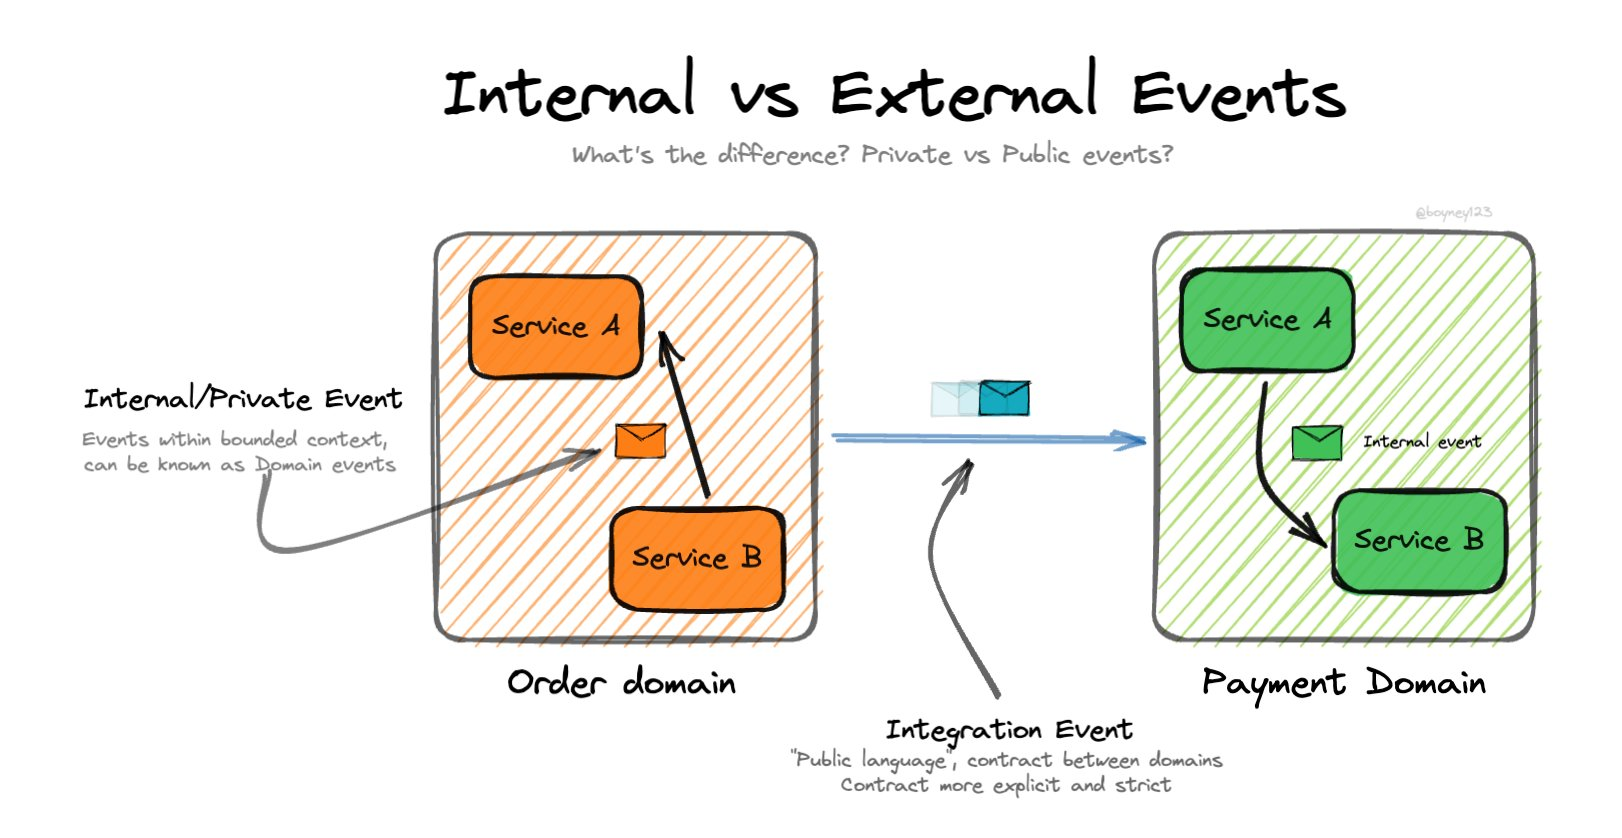 Internal vs External Events
What's the difference? Private vs Public events?
@boyney123
Service A
Service A
Internal/Private Event
Events within bounded context,
can be known as Domain events
Internal event
Service B
Service B
Order domain
Payment Domain
Integration Event
"Public language", contract between domains
Contract more explicit and strict